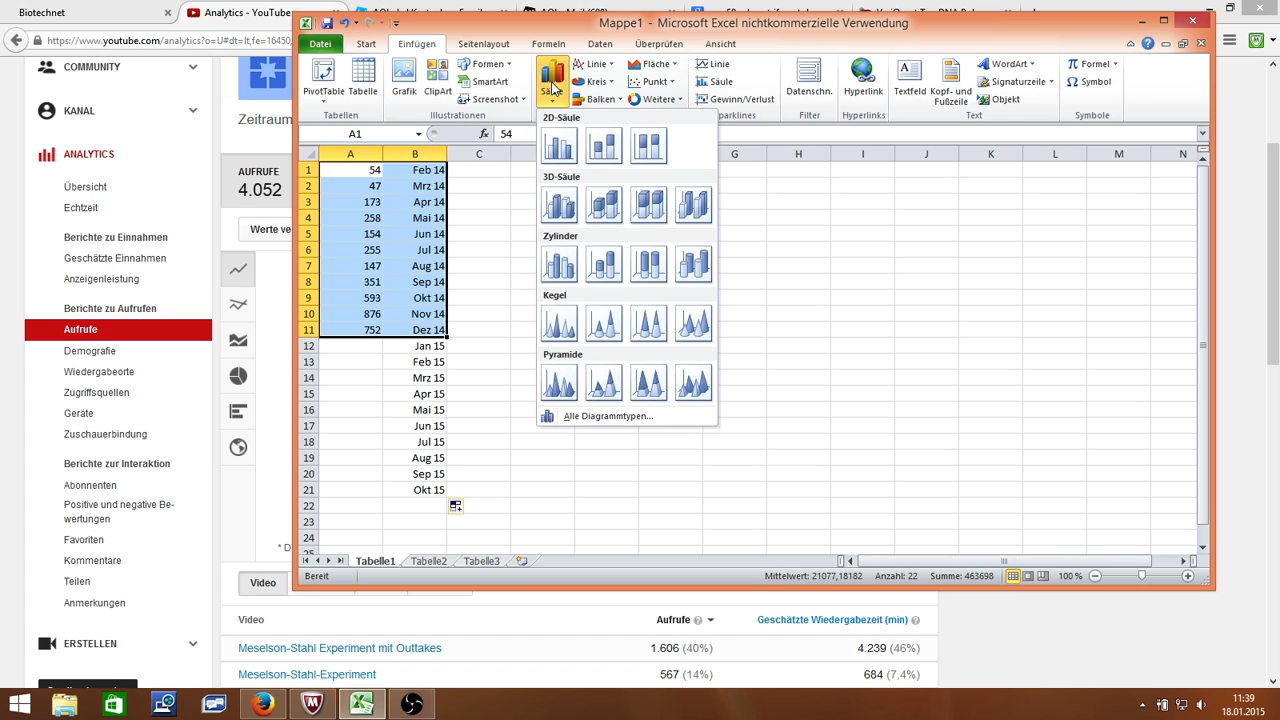 Biotechnet
Analytics - YouTube
Mappe1 - Microsoft Excel nichtkommerzielle Verwendung
https://www.youtube.com/analytics?o=U#dt=lt,fe=16450,
Datei Start Einfügen Seitenlayout Formeln Daten Überprüfen Ansicht
PivotTable Tabelle Grafik ClipArt Formen SmartArt Screenshot
Säule Linie Kreis Balken Fläche Punkt Weitere
Linie Säule Gewinn/Verlust
Datenschn. Hyperlink Textfeld Kopf- und Fußzeile
WordArt Signaturzeile Objekt
Formel Symbol
Tabellen Illustrationen Filter Hyperlinks Text Symbole
A1 fx 54
A B C G H I J K L M N
1 54 Feb 14
2 47 Mrz 14
3 173 Apr 14
4 258 Mai 14
5 154 Jun 14
6 255 Jul 14
7 147 Aug 14
8 351 Sep 14
9 593 Okt 14
10 876 Nov 14
11 752 Dez 14
12 Jan 15
13 Feb 15
14 Mrz 15
15 Apr 15
16 Mai 15
17 Jun 15
18 Jul 15
19 Aug 15
20 Sep 15
21 Okt 15
22
23
24
25
2D-Säule
3D-Säule
Zylinder
Kegel
Pyramide
Alle Diagrammtypen...
Tabelle1 Tabelle2 Tabelle3
Bereit Mittelwert: 21077,18182 Anzahl: 22 Summe: 463698 100 %
COMMUNITY
KANAL
ANALYTICS
Übersicht
Echtzeit
Berichte zu Einnahmen
Geschätzte Einnahmen
Anzeigenleistung
Berichte zu Aufrufen
Aufrufe
Demografie
Wiedergabeorte
Zugriffsquellen
Geräte
Zuschauerbindung
Berichte zur Interaktion
Abonnenten
Positive und negative Be-
wertungen
Favoriten
Kommentare
Teilen
Anmerkungen
ERSTELLEN
Zeitraum
AUFRUFE
4.052
Werte ve
* D
Video
Video Aufrufe Geschätzte Wiedergabezeit (min)
Meselson-Stahl Experiment mit Outtakes 1.606 (40%) 4.239 (46%)
Meselson-Stahl-Experiment 567 (14%) 684 (7,4%)
11:39
18.01.2015